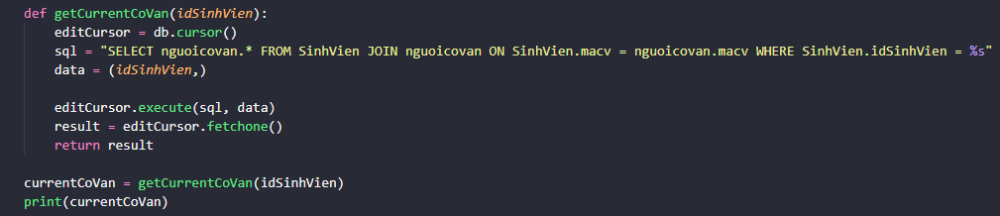 def getCurrentCoVan(idSinhVien):
    editCursor = db.cursor()
    sql = "SELECT nguoicovan.* FROM SinhVien JOIN nguoicovan ON SinhVien.macv = nguoicovan.macv WHERE SinhVien.idSinhVien = %s"
    data = (idSinhVien,)

    editCursor.execute(sql, data)
    result = editCursor.fetchone()
    return result

currentCoVan = getCurrentCoVan(idSinhVien)
print(currentCoVan)